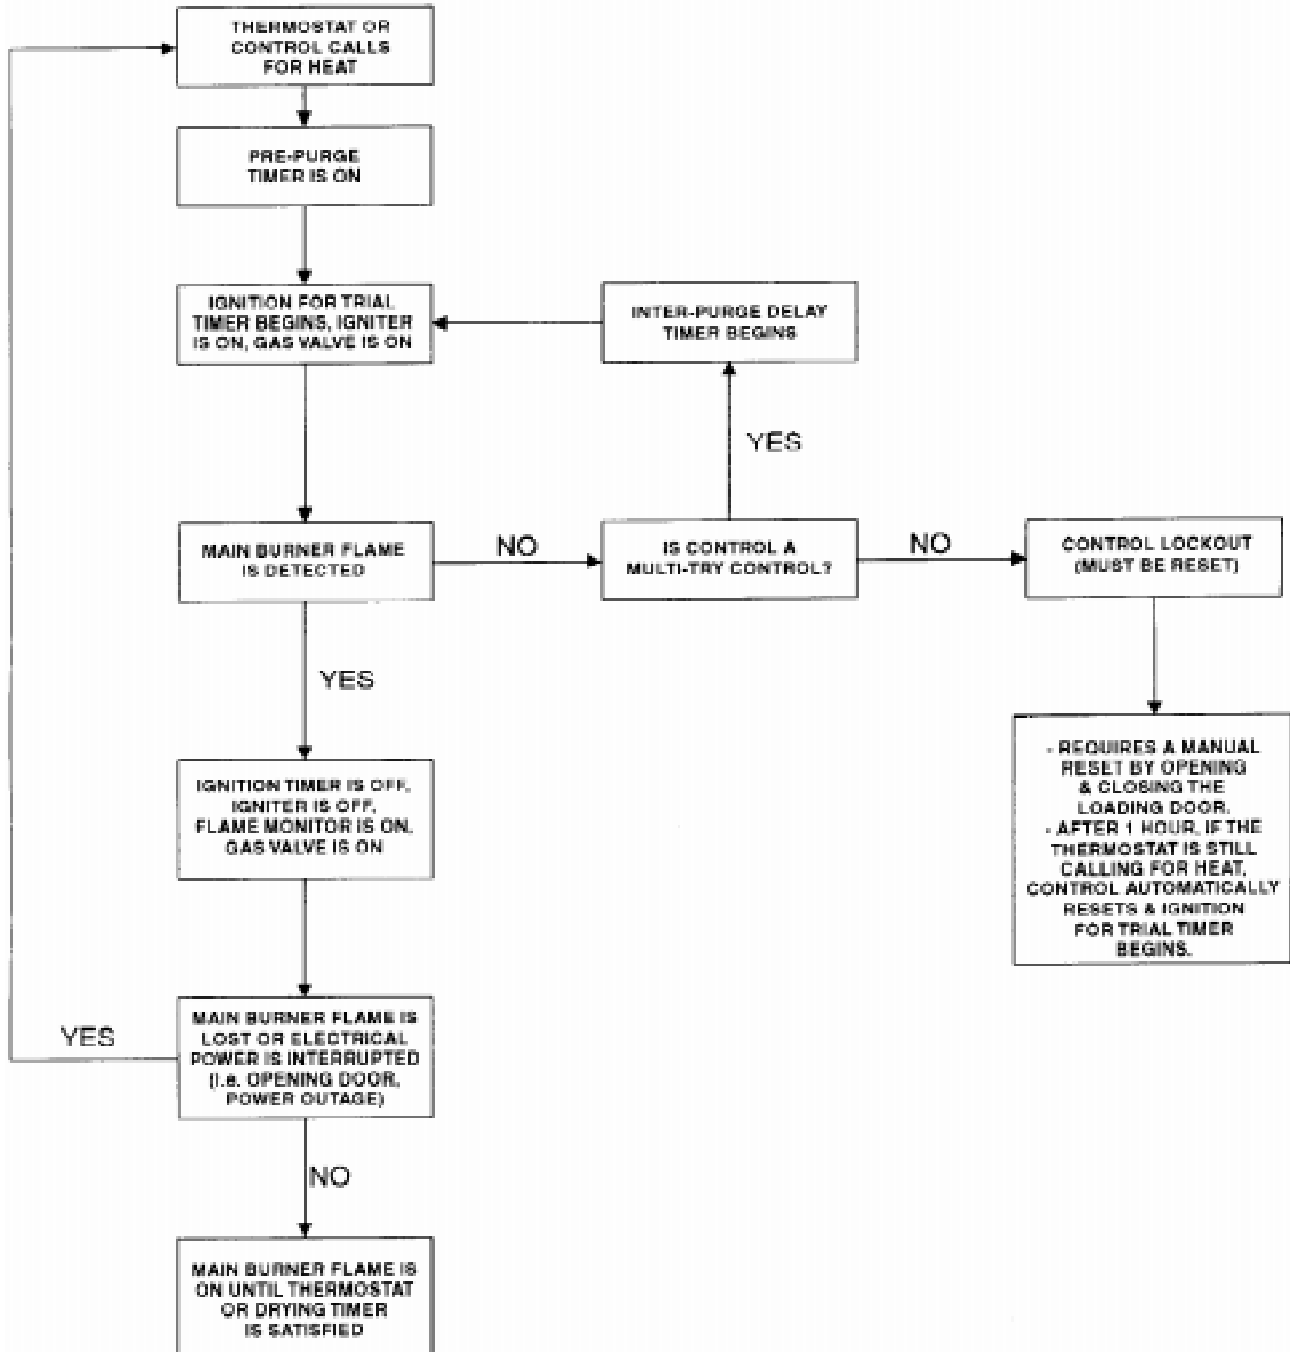 THERMOSTAT OR
CONTROL CALLS
FOR HEAT
PRE-PURGE
TIMER IS ON
IGNITION FOR TRIAL
TIMER BEGINS, IGNITER
IS ON, GAS VALVE IS ON
INTER-PURGE DELAY
TIMER BEGINS
YES
MAIN BURNER FLAME
IS DETECTED
NO
IS CONTROL A
MULTI-TRY CONTROL?
NO
CONTROL LOCKOUT
(MUST BE RESET)
YES
- REQUIRES A MANUAL
RESET BY OPENING
& CLOSING THE
LOADING DOOR.
- AFTER 1 HOUR, IF THE
THERMOSTAT IS STILL
CALLING FOR HEAT,
CONTROL AUTOMATICALLY
RESETS & IGNITION
FOR TRIAL TIMER
BEGINS.
IGNITION TIMER IS OFF,
IGNITER IS OFF,
FLAME MONITOR IS ON,
GAS VALVE IS ON
YES
MAIN BURNER FLAME IS
LOST OR ELECTRICAL
POWER IS INTERRUPTED
(i.e. OPENING DOOR,
POWER OUTAGE)
NO
MAIN BURNER FLAME IS
ON UNTIL THERMOSTAT
OR DRYING TIMER
IS SATISFIED